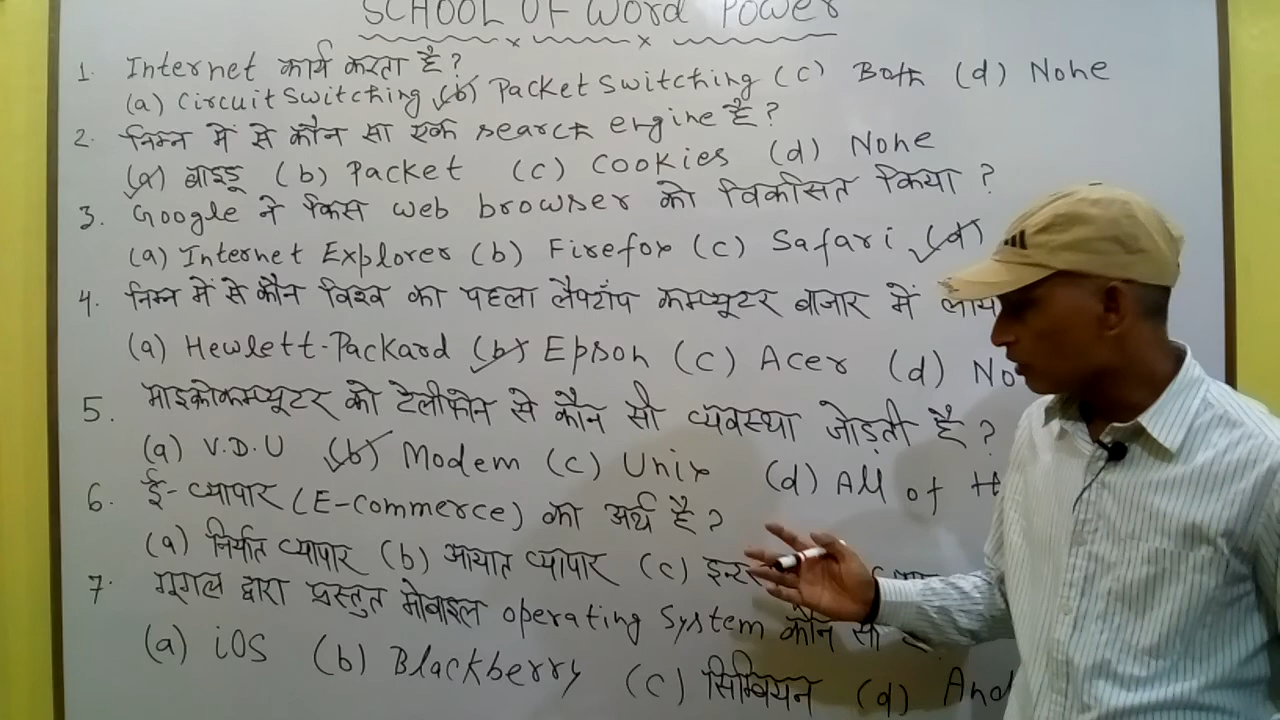 SCHOOL OF Word Power
1. Internet कार्य करता है?
(a) Circuit Switching (b) Packet Switching (c) Both (d) None
2. निम्न में से कौन सा एक search engine है?
(a) बाइडू (b) Packet (c) Cookies (d) None
3. Google ने किस web browser को विकसित किया?
(a) Internet Explorer (b) Firefox (c) Safari (d)
4. निम्न में से कौन विश्व का पहला लैपटॉप कम्प्यूटर बाजार में
(a) Hewlett-Packard (b) Epson (c) Acer (d)
5. माइक्रोकम्प्यूटर को टेलीफोन से कौन सी व्यवस्था जोड़ती है?
(a) V.D.U (b) Modem (c) Unix (d) All of
6. ई-व्यापार (E-Commerce) का अर्थ है?
(a) निर्यात व्यापार (b) आयात व्यापार (c)
7. गूगल द्वारा प्रस्तुत मोबाइल operating System कौन सा
(a) iOS (b) Blackberry (c) सिम्बियन (d)